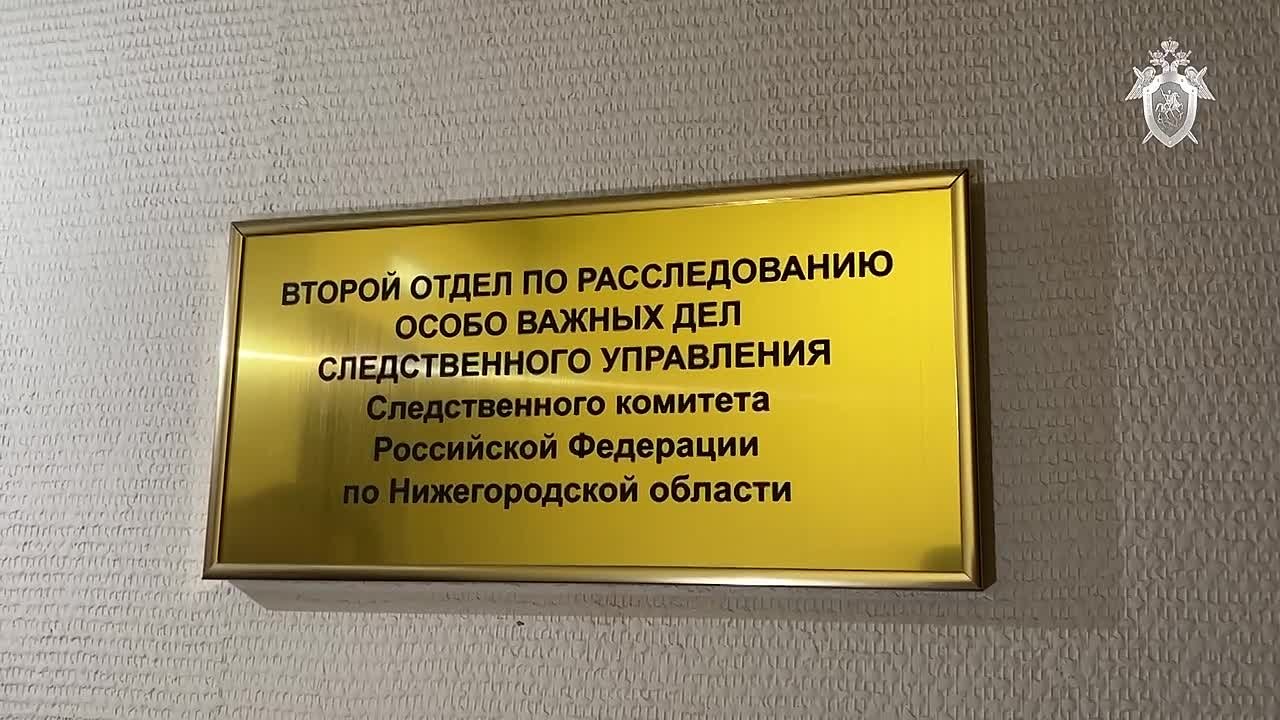 ВТОРОЙ ОТДЕЛ ПО РАССЛЕДОВАНИЮ
ОСОБО ВАЖНЫХ ДЕЛ
СЛЕДСТВЕННОГО УПРАВЛЕНИЯ
Следственного комитета
Российской Федерации
по Нижегородской области